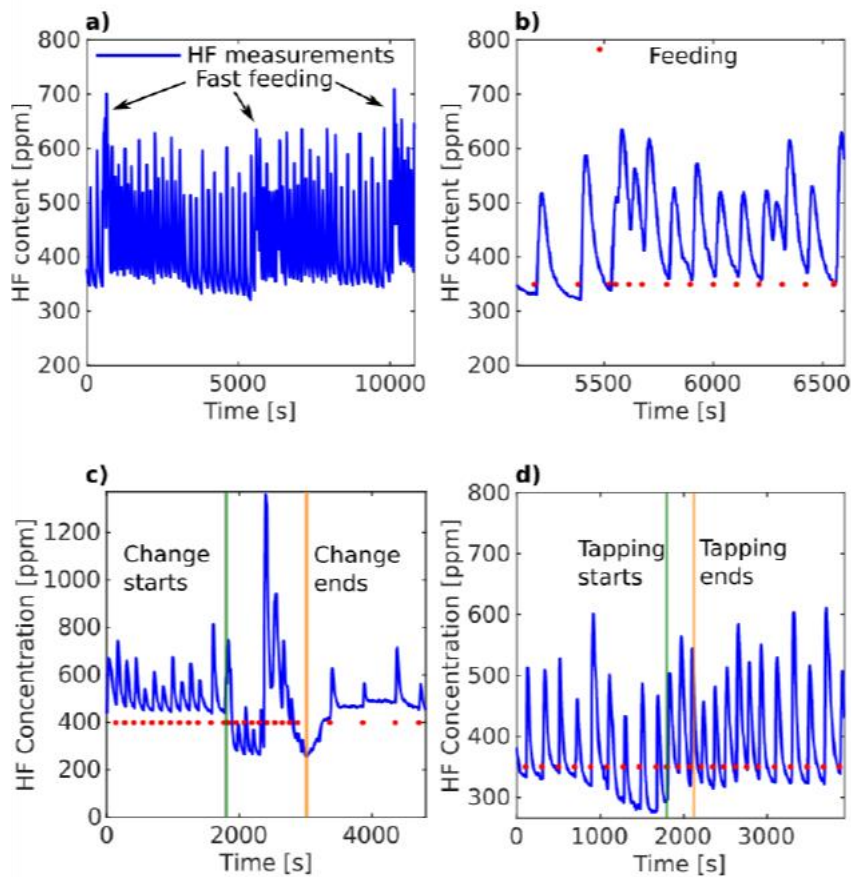 a)
HF measurements
Fast feeding
800
700
600
500
400
300
200
HF content [ppm]
0
5000
10000
Time [s]
b)
Feeding
800
700
600
500
400
300
200
HF content [ppm]
5500
6000
6500
Time [s]
c)
Change
starts
Change
ends
1200
1000
800
600
400
200
0
HF Concentration [ppm]
0
2000
4000
Time [s]
d)
Tapping
starts
Tapping
ends
800
700
600
500
400
300
HF Concentration [ppm]
0
1000
2000
3000
Time [s]